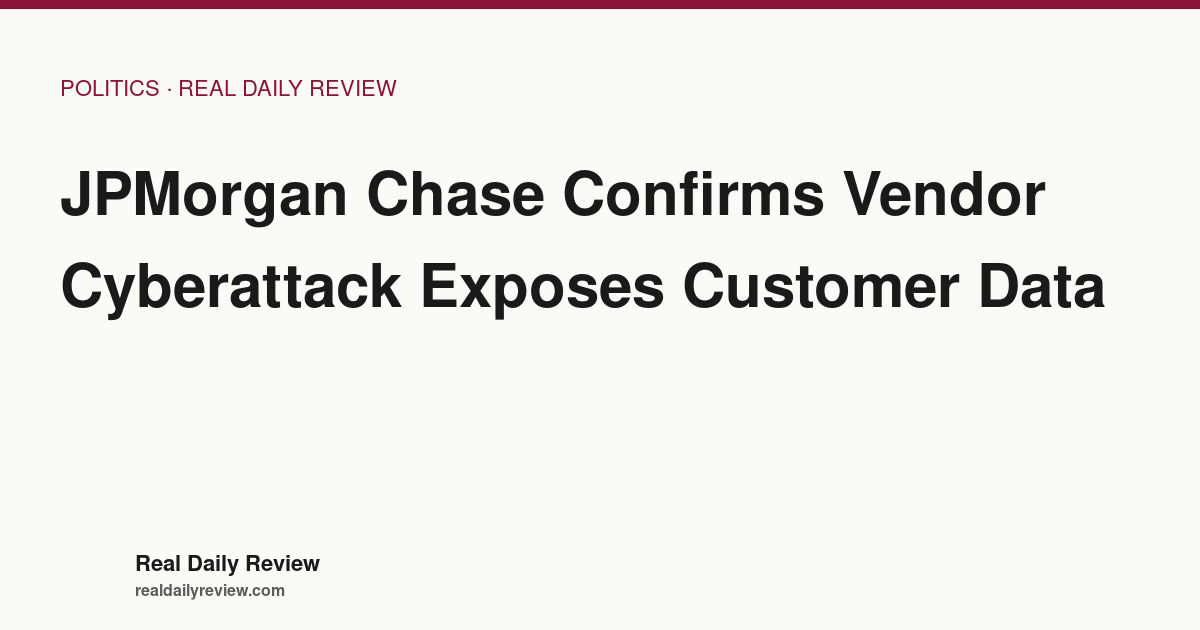 POLITICS · REAL DAILY REVIEW
JPMorgan Chase Confirms Vendor
Cyberattack Exposes Customer Data
Real Daily Review
realdailyreview.com